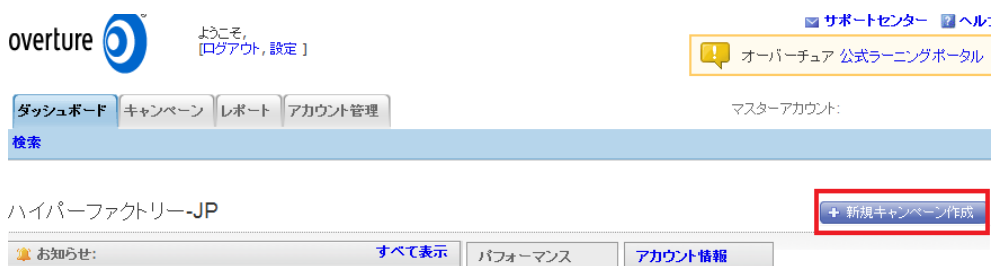 サポートセンター ヘル
overture
ようこそ,
[ログアウト, 設定 ]
オーバーチュア 公式ラーニングポータル
ダッシュボード キャンペーン レポート アカウント管理
マスターアカウント:
検索
ハイパーファクトリー-JP
+ 新規キャンペーン作成
お知らせ: すべて表示 パフォーマンス アカウント情報